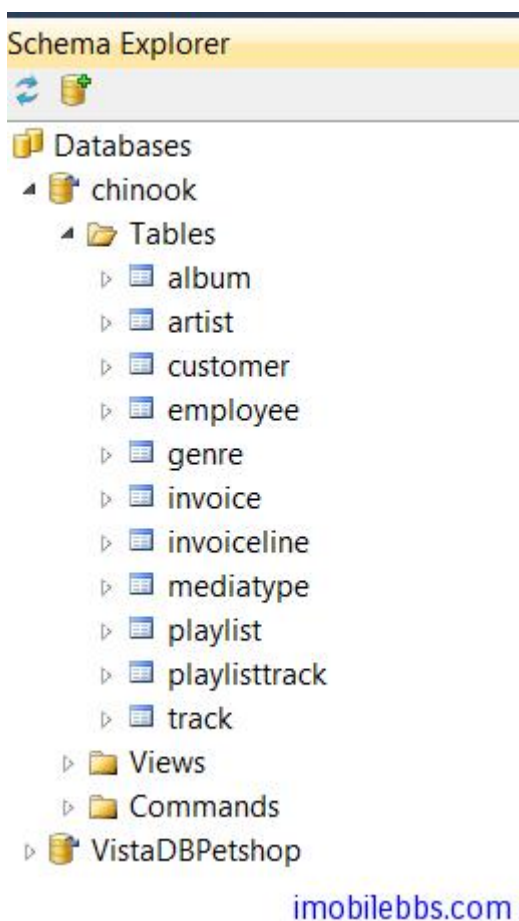 Schema Explorer
Databases
chinook
Tables
album
artist
customer
employee
genre
invoice
invoiceline
mediatype
playlist
playlisttrack
track
Views
Commands
VistaDBPetshop
imobilebbs.com